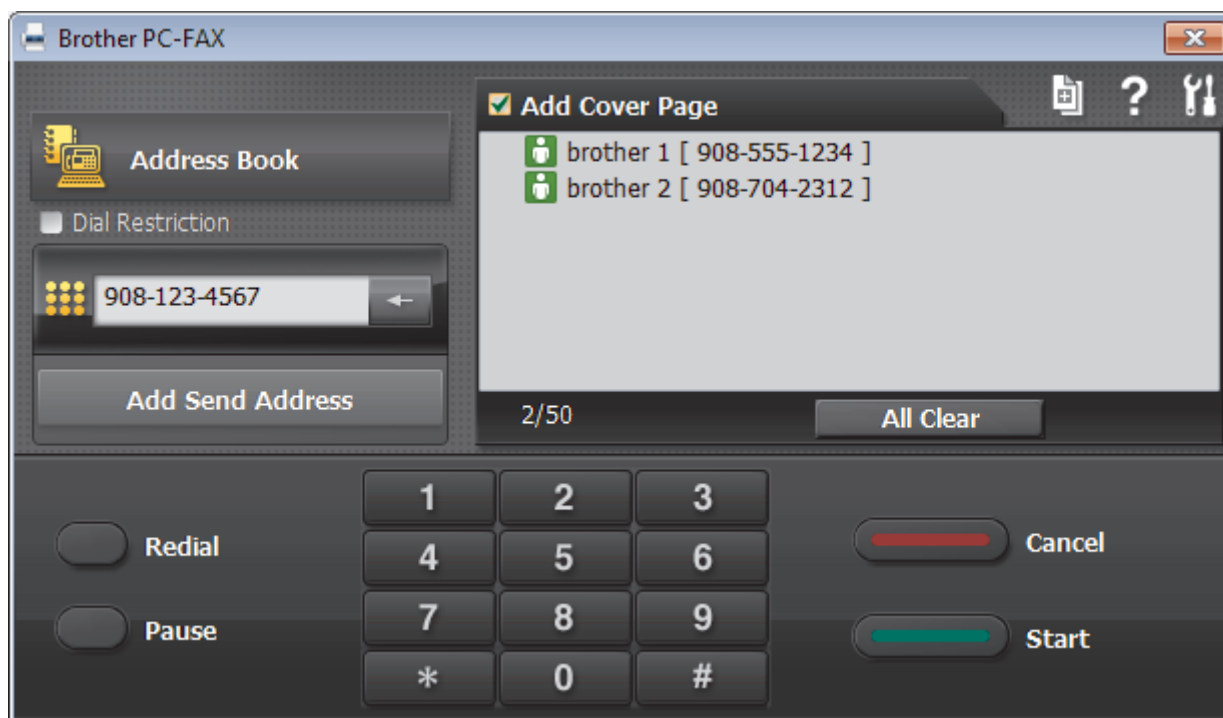 Brother PC-FAX
Address Book
Dial Restriction
908-123-4567
Add Send Address
Add Cover Page
?
brother 1 [ 908-555-1234 ]
brother 2 [ 908-704-2312 ]
2/50
All Clear
Redial
Pause
1 2 3
4 5 6
7 8 9
* 0 #
Cancel
Start